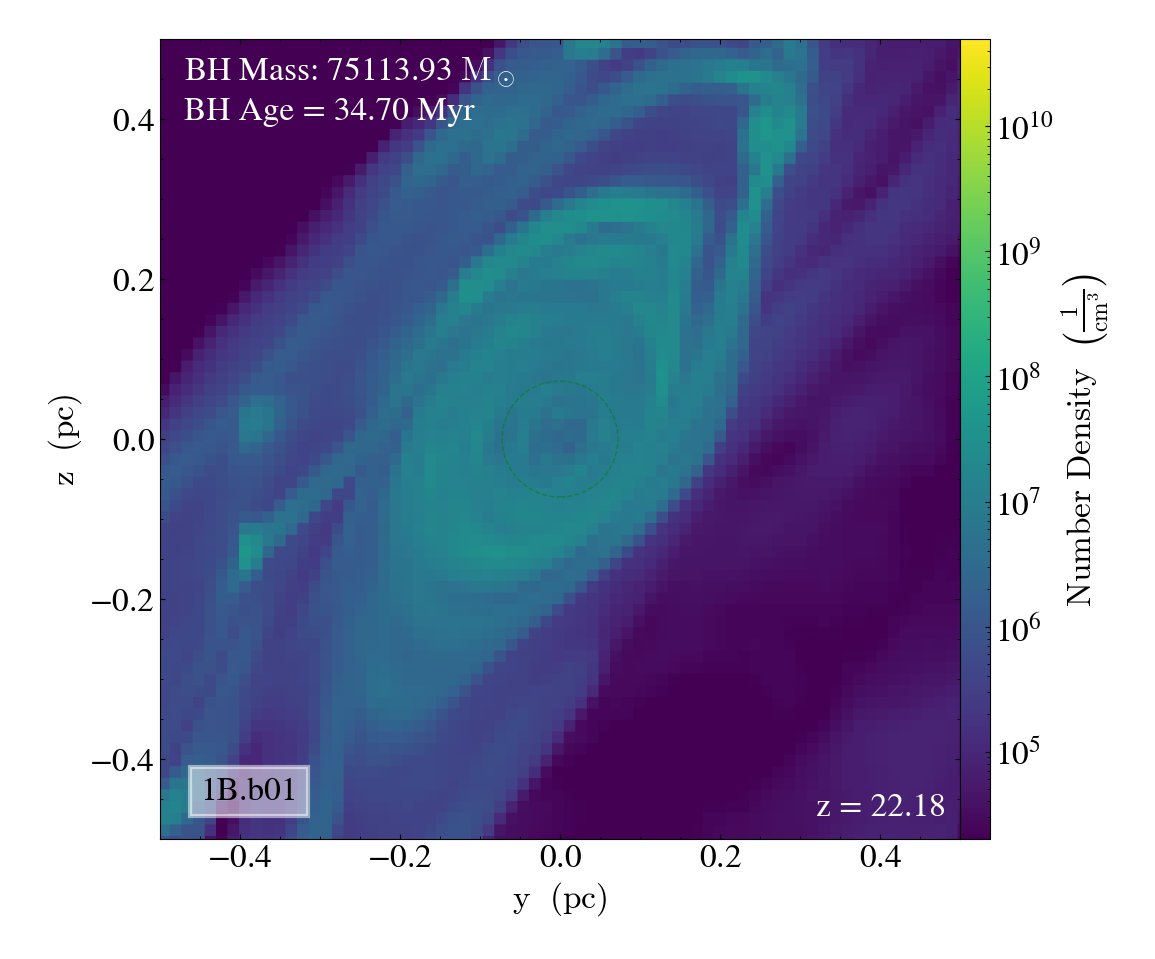 BH Mass: 75113.93 M☉
BH Age = 34.70 Myr
0.4
0.2
0.0
−0.2
−0.4
z (pc)
1B.b01
z = 22.18
−0.4 −0.2 0.0 0.2 0.4
y (pc)
10¹⁰
10⁹
10⁸
10⁷
10⁶
10⁵
Number Density (1/cm³)